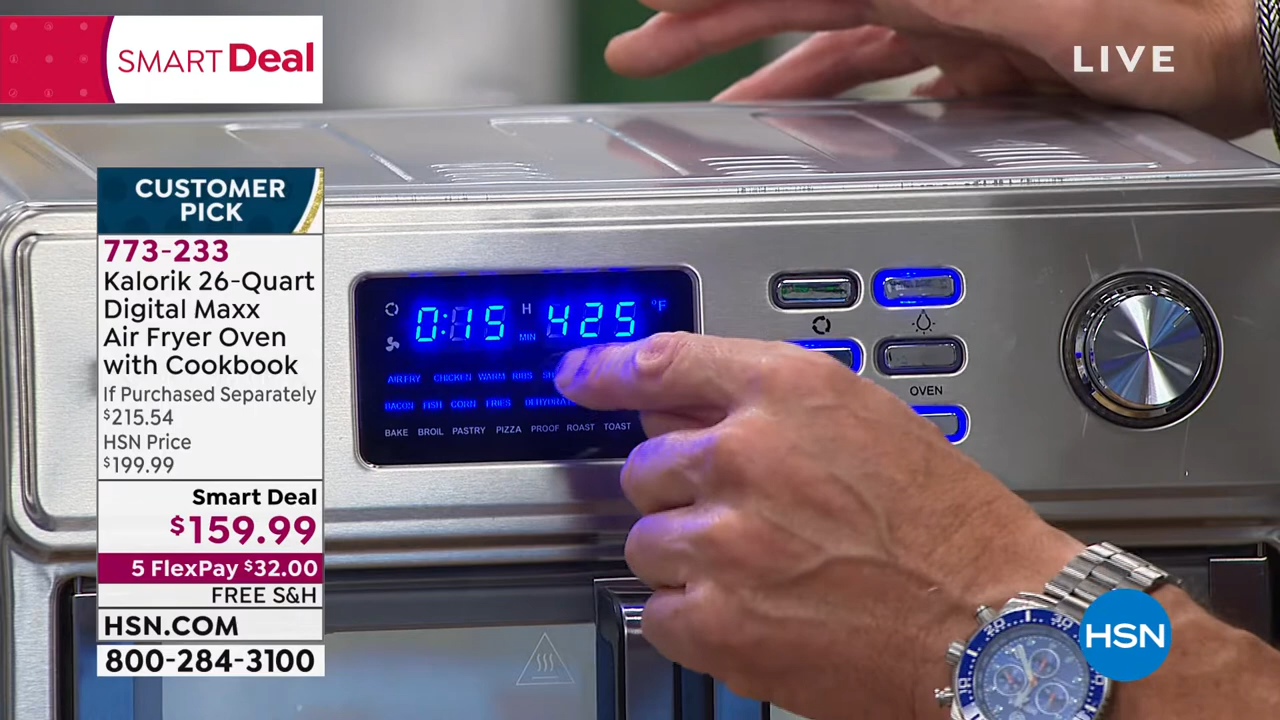 SMART Deal
LIVE
CUSTOMER
PICK
773-233
Kalorik 26-Quart
Digital Maxx
Air Fryer Oven
with Cookbook
If Purchased Separately
$215.54
HSN Price
$199.99
Smart Deal
$159.99
5 FlexPay $32.00
FREE S&H
HSN.COM
800-284-3100
0:15 H MIN 425 °F
AIRFRY CHICKEN WARM RIBS
BACON FISH CORN FRIES
BAKE BROIL PASTRY PIZZA PROOF ROAST TOAST
OVEN
HSN